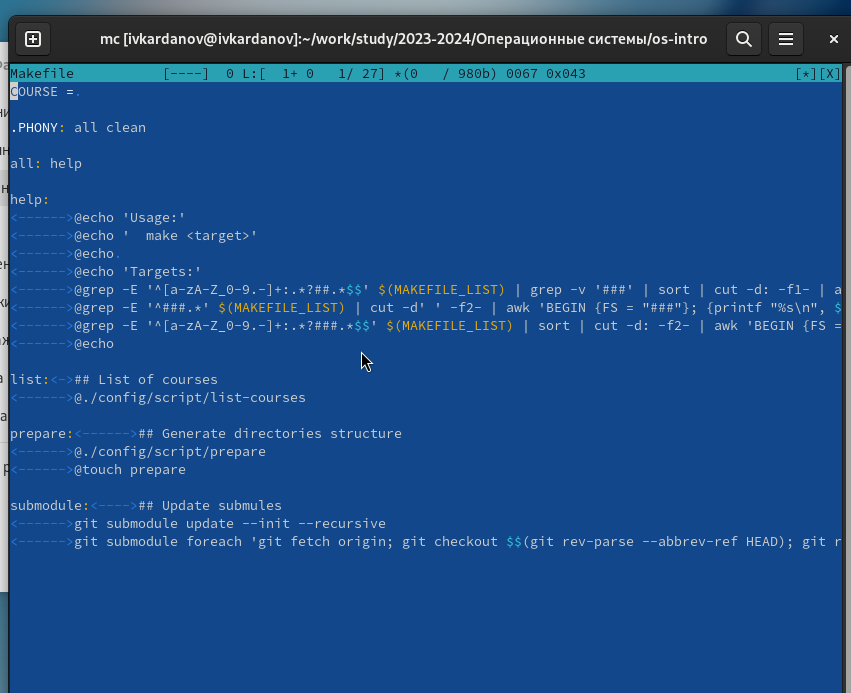 mc [ivkardanov@ivkardanov]:~/work/study/2023-2024/Операционные системы/os-intro
Makefile [----] 0 L:[ 1+ 0 1/ 27] *(0 / 980b) 0067 0x043 [*][X]
COURSE =.
.PHONY: all clean
all: help
help:
<------>@echo 'Usage:'
<------>@echo '  make <target>'
<------>@echo.
<------>@echo 'Targets:'
<------>@grep -E '^[a-zA-Z_0-9.-]+:.*?##.*$$' $(MAKEFILE_LIST) | grep -v '###' | sort | cut -d: -f1- | a
<------>@grep -E '^###.*' $(MAKEFILE_LIST) | cut -d' ' -f2- | awk 'BEGIN {FS = "###"}; {printf "%s\n", $
<------>@grep -E '^[a-zA-Z_0-9.-]+:.*?###.*$$' $(MAKEFILE_LIST) | sort | cut -d: -f2- | awk 'BEGIN {FS =
<------>@echo
list:<->## List of courses
<------>@./config/script/list-courses
prepare:<------>## Generate directories structure
<------>@./config/script/prepare
<------>@touch prepare
submodule:<---->## Update submules
<------>git submodule update --init --recursive
<------>git submodule foreach 'git fetch origin; git checkout $$(git rev-parse --abbrev-ref HEAD); git r